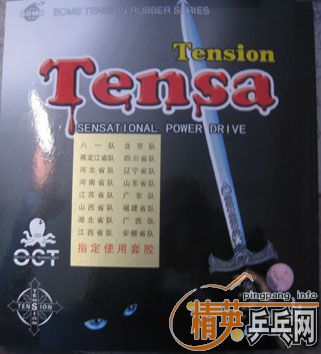 BOMB
BOMB TENSION RUBBER SERIES
Tension
Tensa
SENSATIONAL POWER DRIVE
八一队 北京队
黑龙江省队 四川省队
河北省队 辽宁省队
河南省队 山东省队
江苏省队 广东队
山西省队 福建省队
湖北省队 广西队
江西省队 安徽省队
指定使用套胶
OCT
TENSION
TENSION
pingpang.info
精英乒乓网